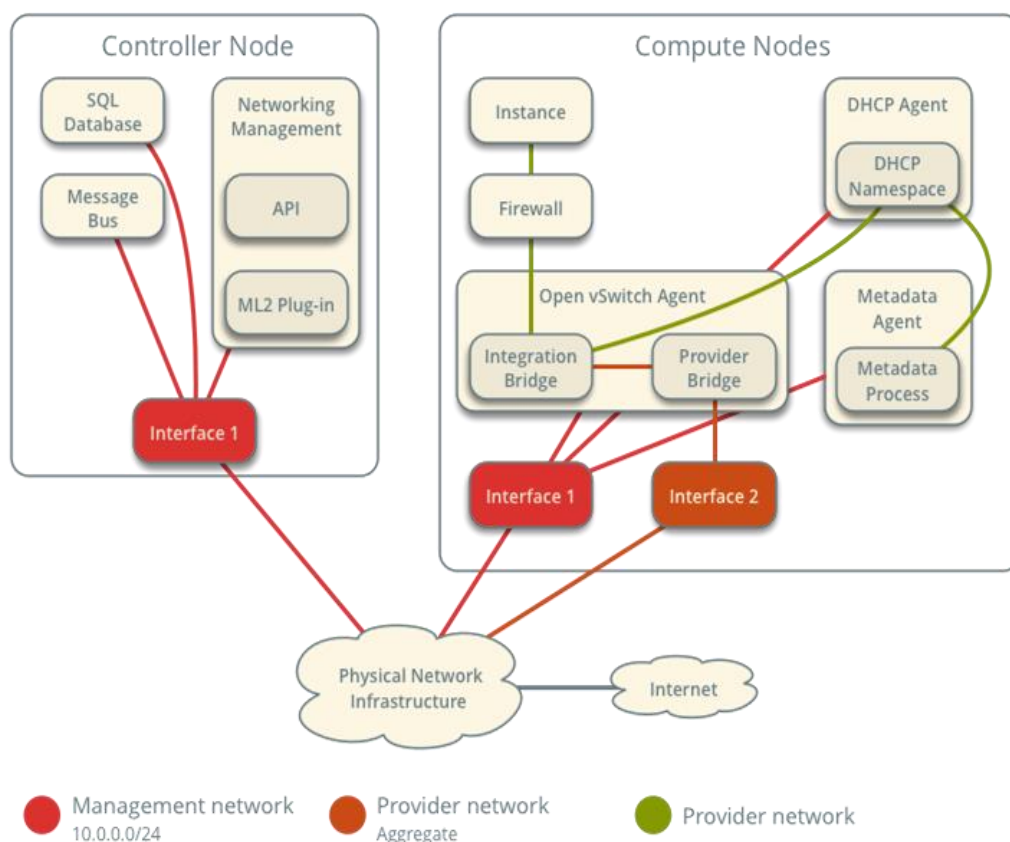 Controller Node
SQL
Database
Networking
Management
Message
Bus
API
ML2 Plug-in
Interface 1
Compute Nodes
Instance
DHCP Agent
DHCP
Namespace
Firewall
Open vSwitch Agent
Metadata
Agent
Integration
Bridge
Provider
Bridge
Metadata
Process
Interface 1
Interface 2
Physical Network
Infrastructure
Internet
Management network
10.0.0.0/24
Provider network
Aggregate
Provider network